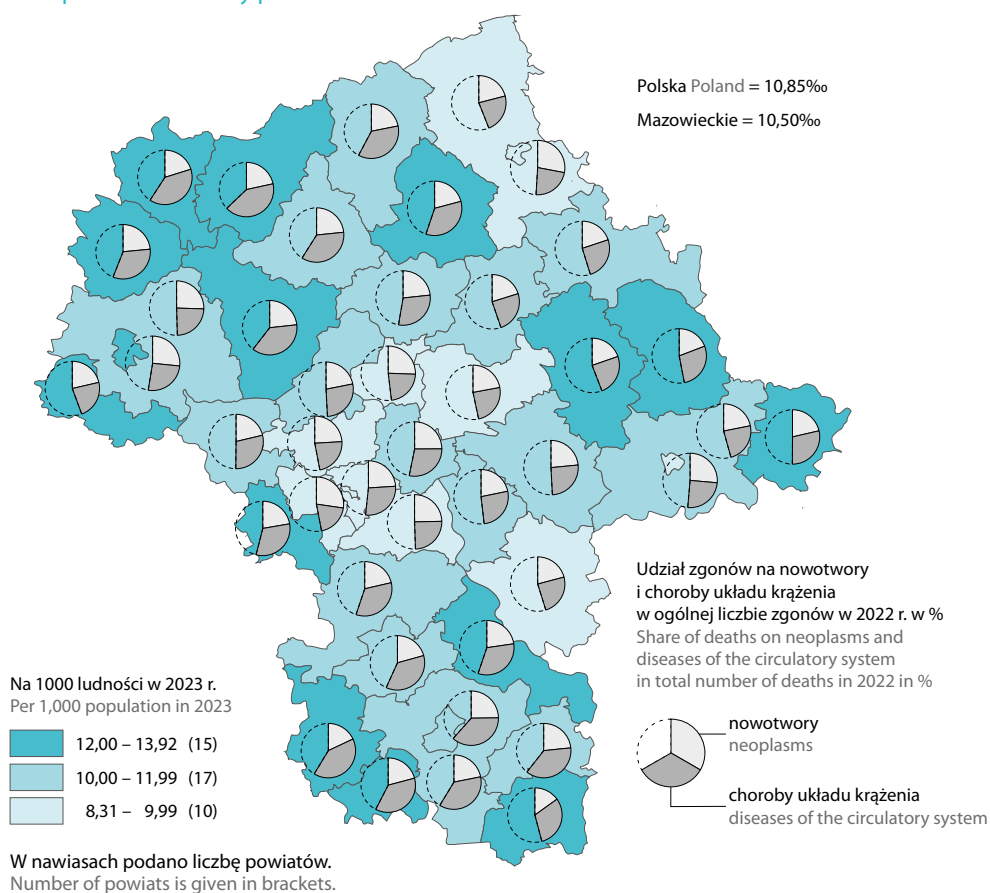 Polska Poland = 10,85‰
Mazowieckie = 10,50‰
Udział zgonów na nowotwory
i choroby układu krążenia
w ogólnej liczbie zgonów w 2022 r. w %
Share of deaths on neoplasms and
diseases of the circulatory system
in total number of deaths in 2022 in %
nowotwory
neoplasms
choroby układu krążenia
diseases of the circulatory system
Na 1000 ludności w 2023 r.
Per 1,000 population in 2023
12,00 – 13,92 (15)
10,00 – 11,99 (17)
8,31 – 9,99 (10)
W nawiasach podano liczbę powiatów.
Number of powiats is given in brackets.